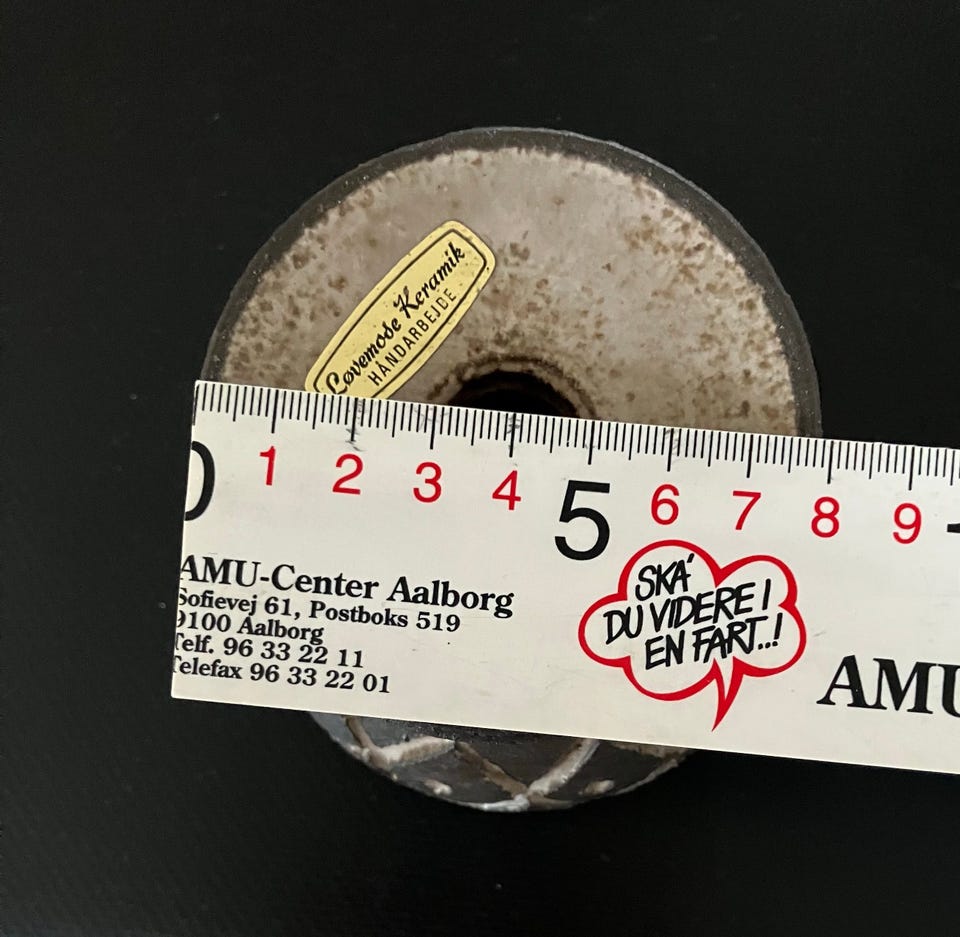 Løvemose Keramik
HÅNDARBEJDE
0 1 2 3 4 5 6 7 8 9
AMU-Center Aalborg
Sofievej 61, Postboks 519
9100 Aalborg
Telf. 96 33 22 11
Telefax 96 33 22 01
SKA'
DU VIDERE I
EN FART..!
AMU